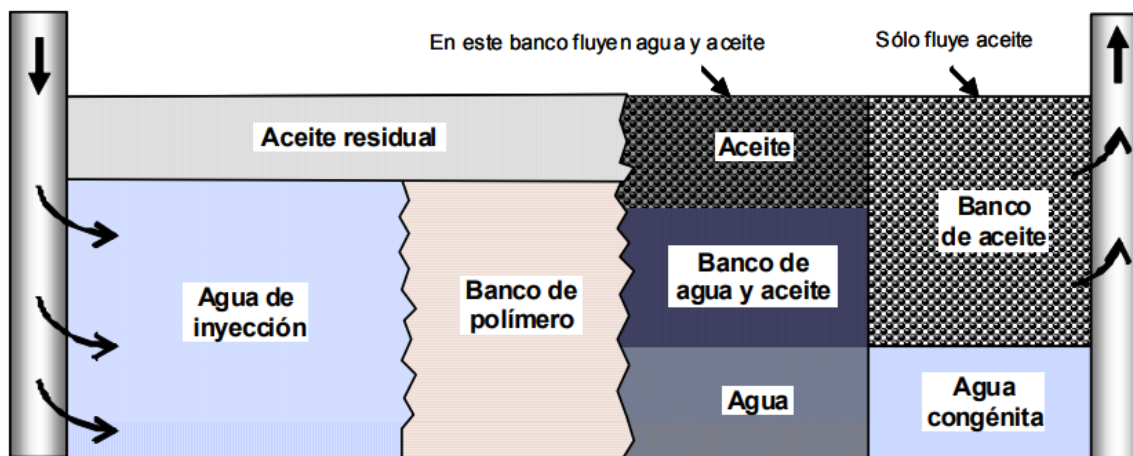 En este banco fluyen agua y aceite
Sólo fluye aceite
Aceite residual
Aceite
Banco
de aceite
Agua de
inyección
Banco de
polímero
Banco de
agua y aceite
Agua
Agua
congénita